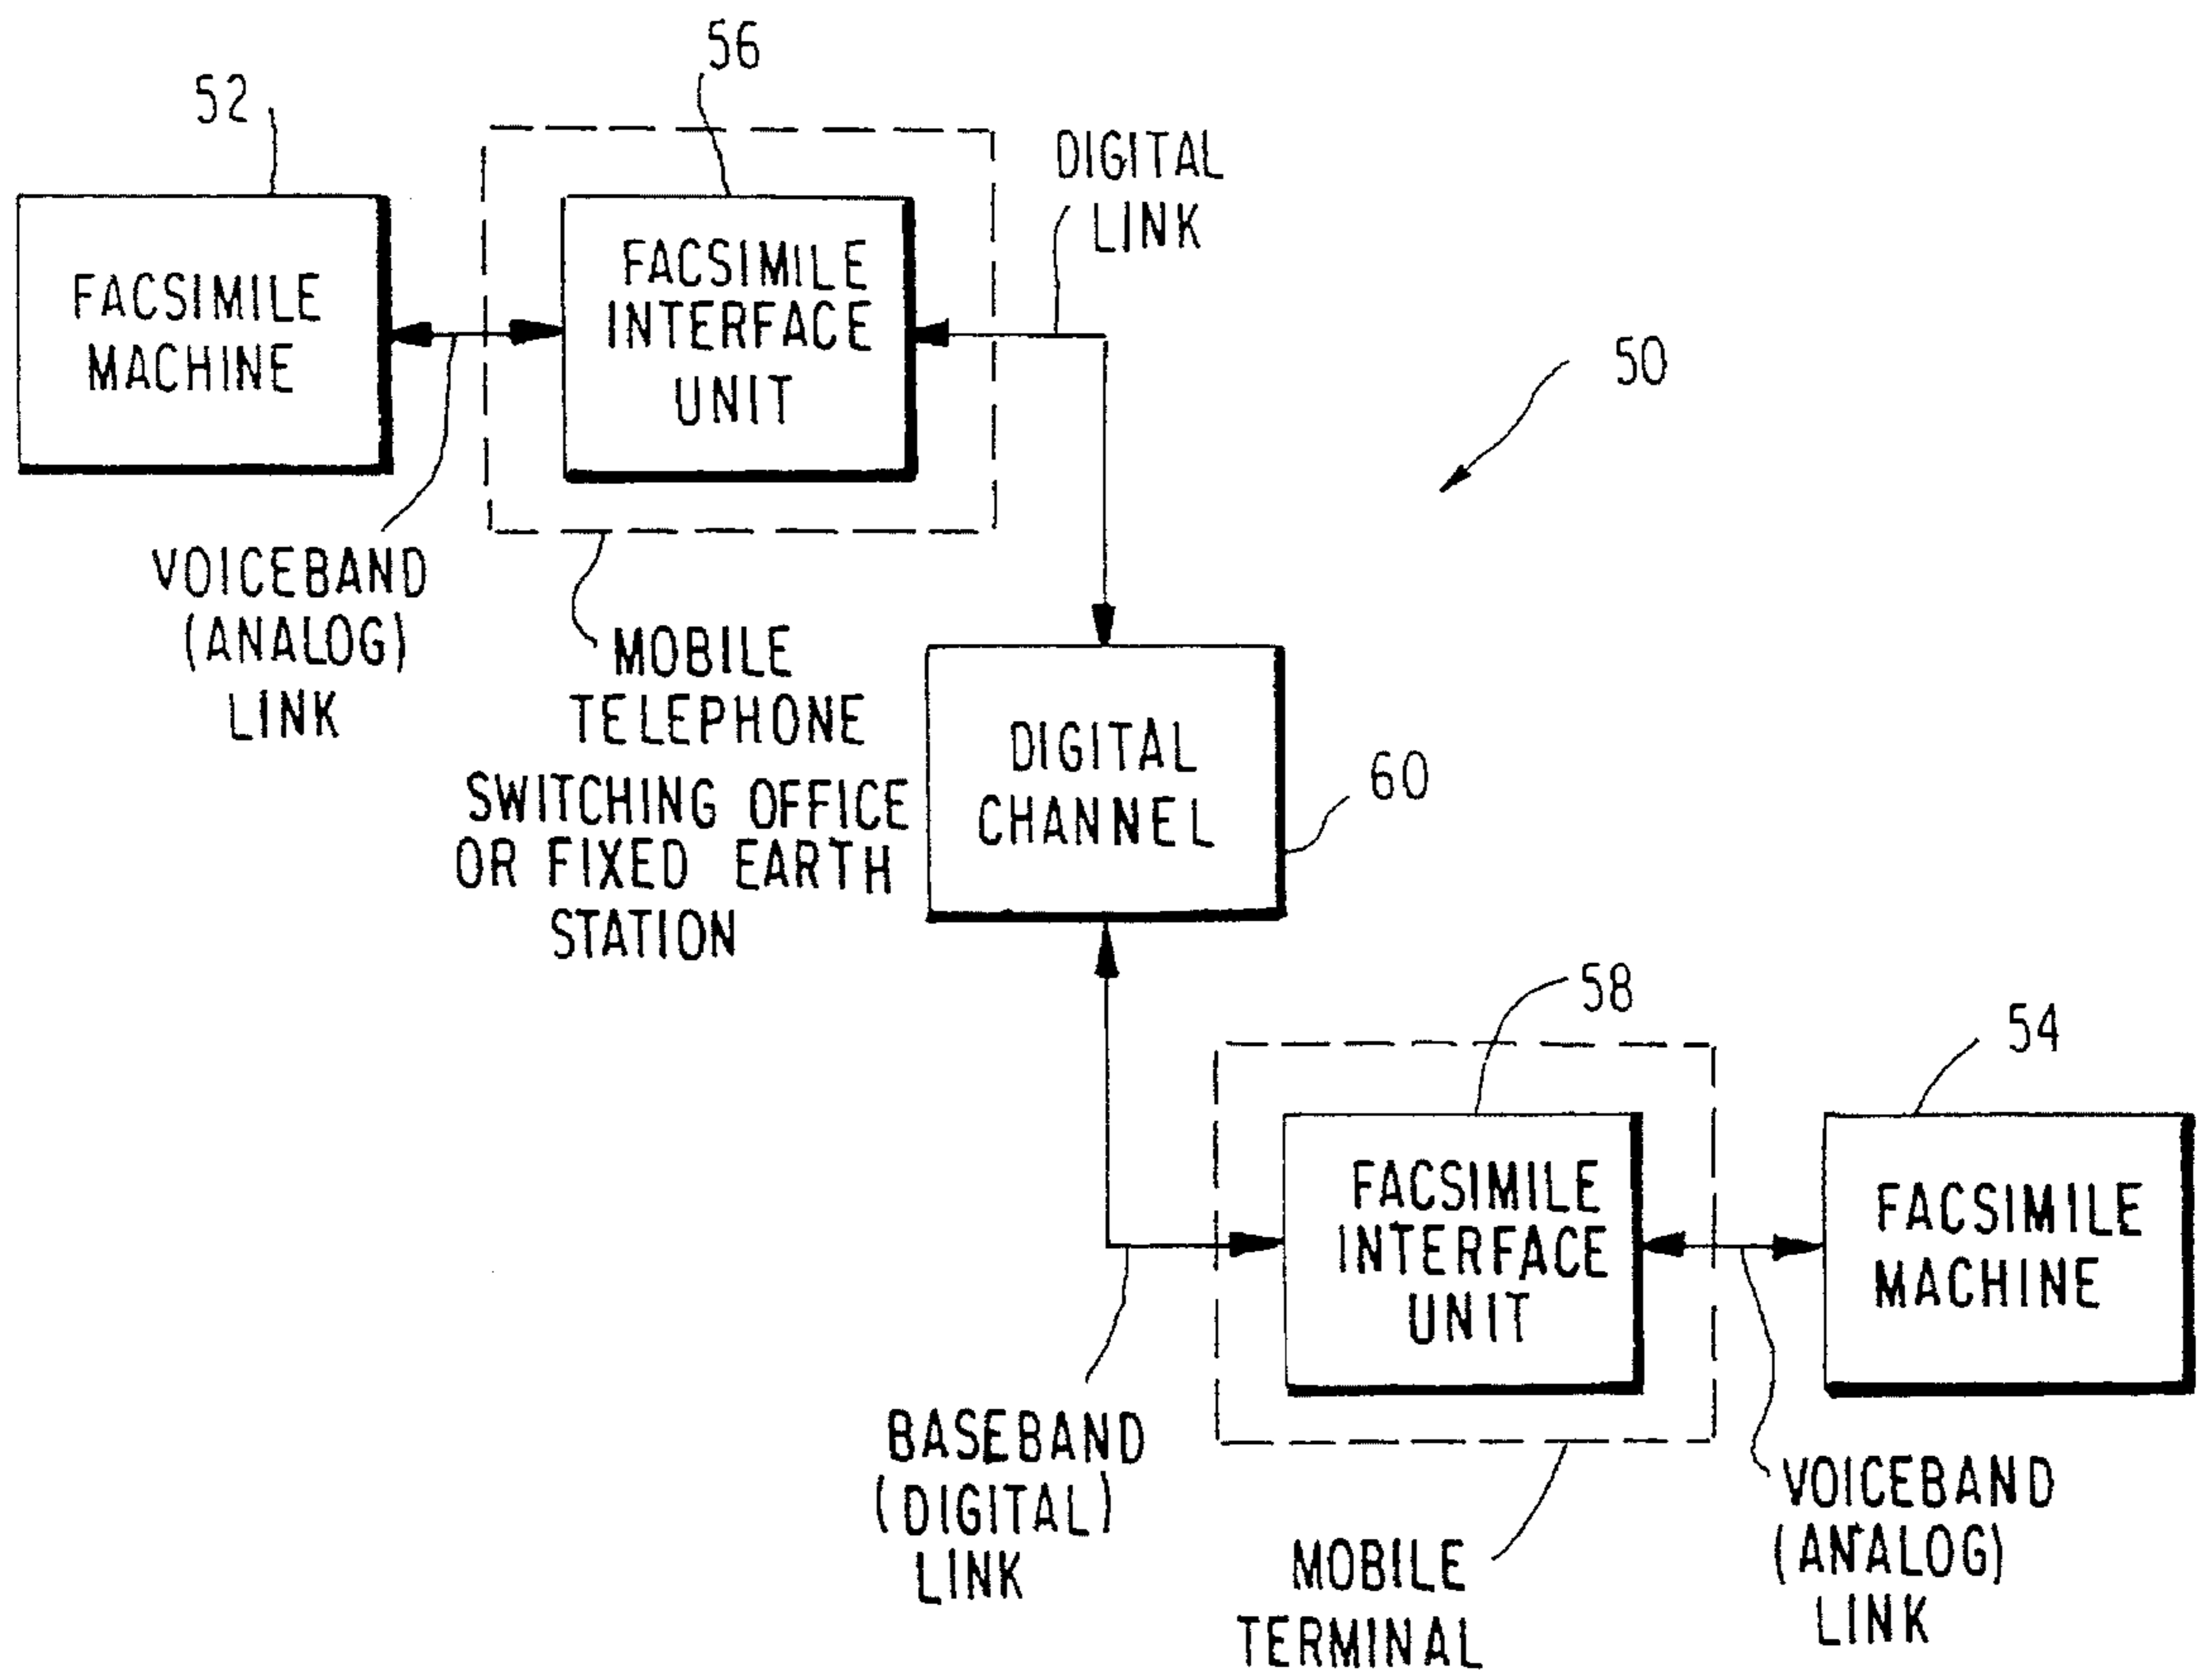 52
56
FACSIMILE
MACHINE
FACSIMILE
INTERFACE
UNIT
DIGITAL
LINK
50
VOICEBAND
(ANALOG)
LINK
MOBILE
TELEPHONE
SWITCHING OFFICE
OR FIXED EARTH
STATION
DIGITAL
CHANNEL
60
58
54
FACSIMILE
INTERFACE
UNIT
FACSIMILE
MACHINE
BASEBAND
(DIGITAL)
LINK
MOBILE
TERMINAL
VOICEBAND
(ANALOG)
LINK